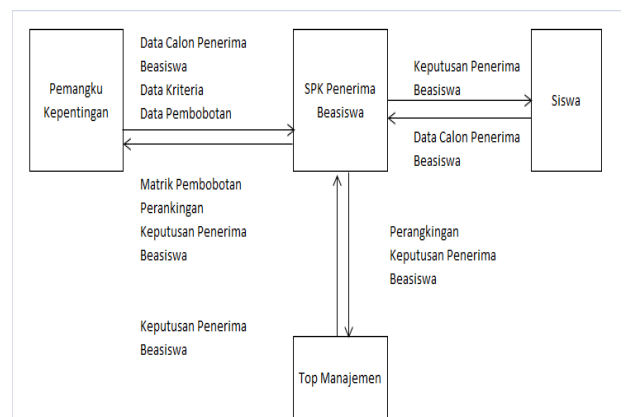 Pemangku
Kepentingan
Data Calon Penerima
Beasiswa
Data Kriteria
Data Pembobotan
SPK Penerima
Beasiswa
Keputusan Penerima
Beasiswa
Siswa
Data Calon Penerima
Beasiswa
Matrik Pembobotan
Perankingan
Keputusan Penerima
Beasiswa
Perangkingan
Keputusan Penerima
Beasiswa
Keputusan Penerima
Beasiswa
Top Manajemen